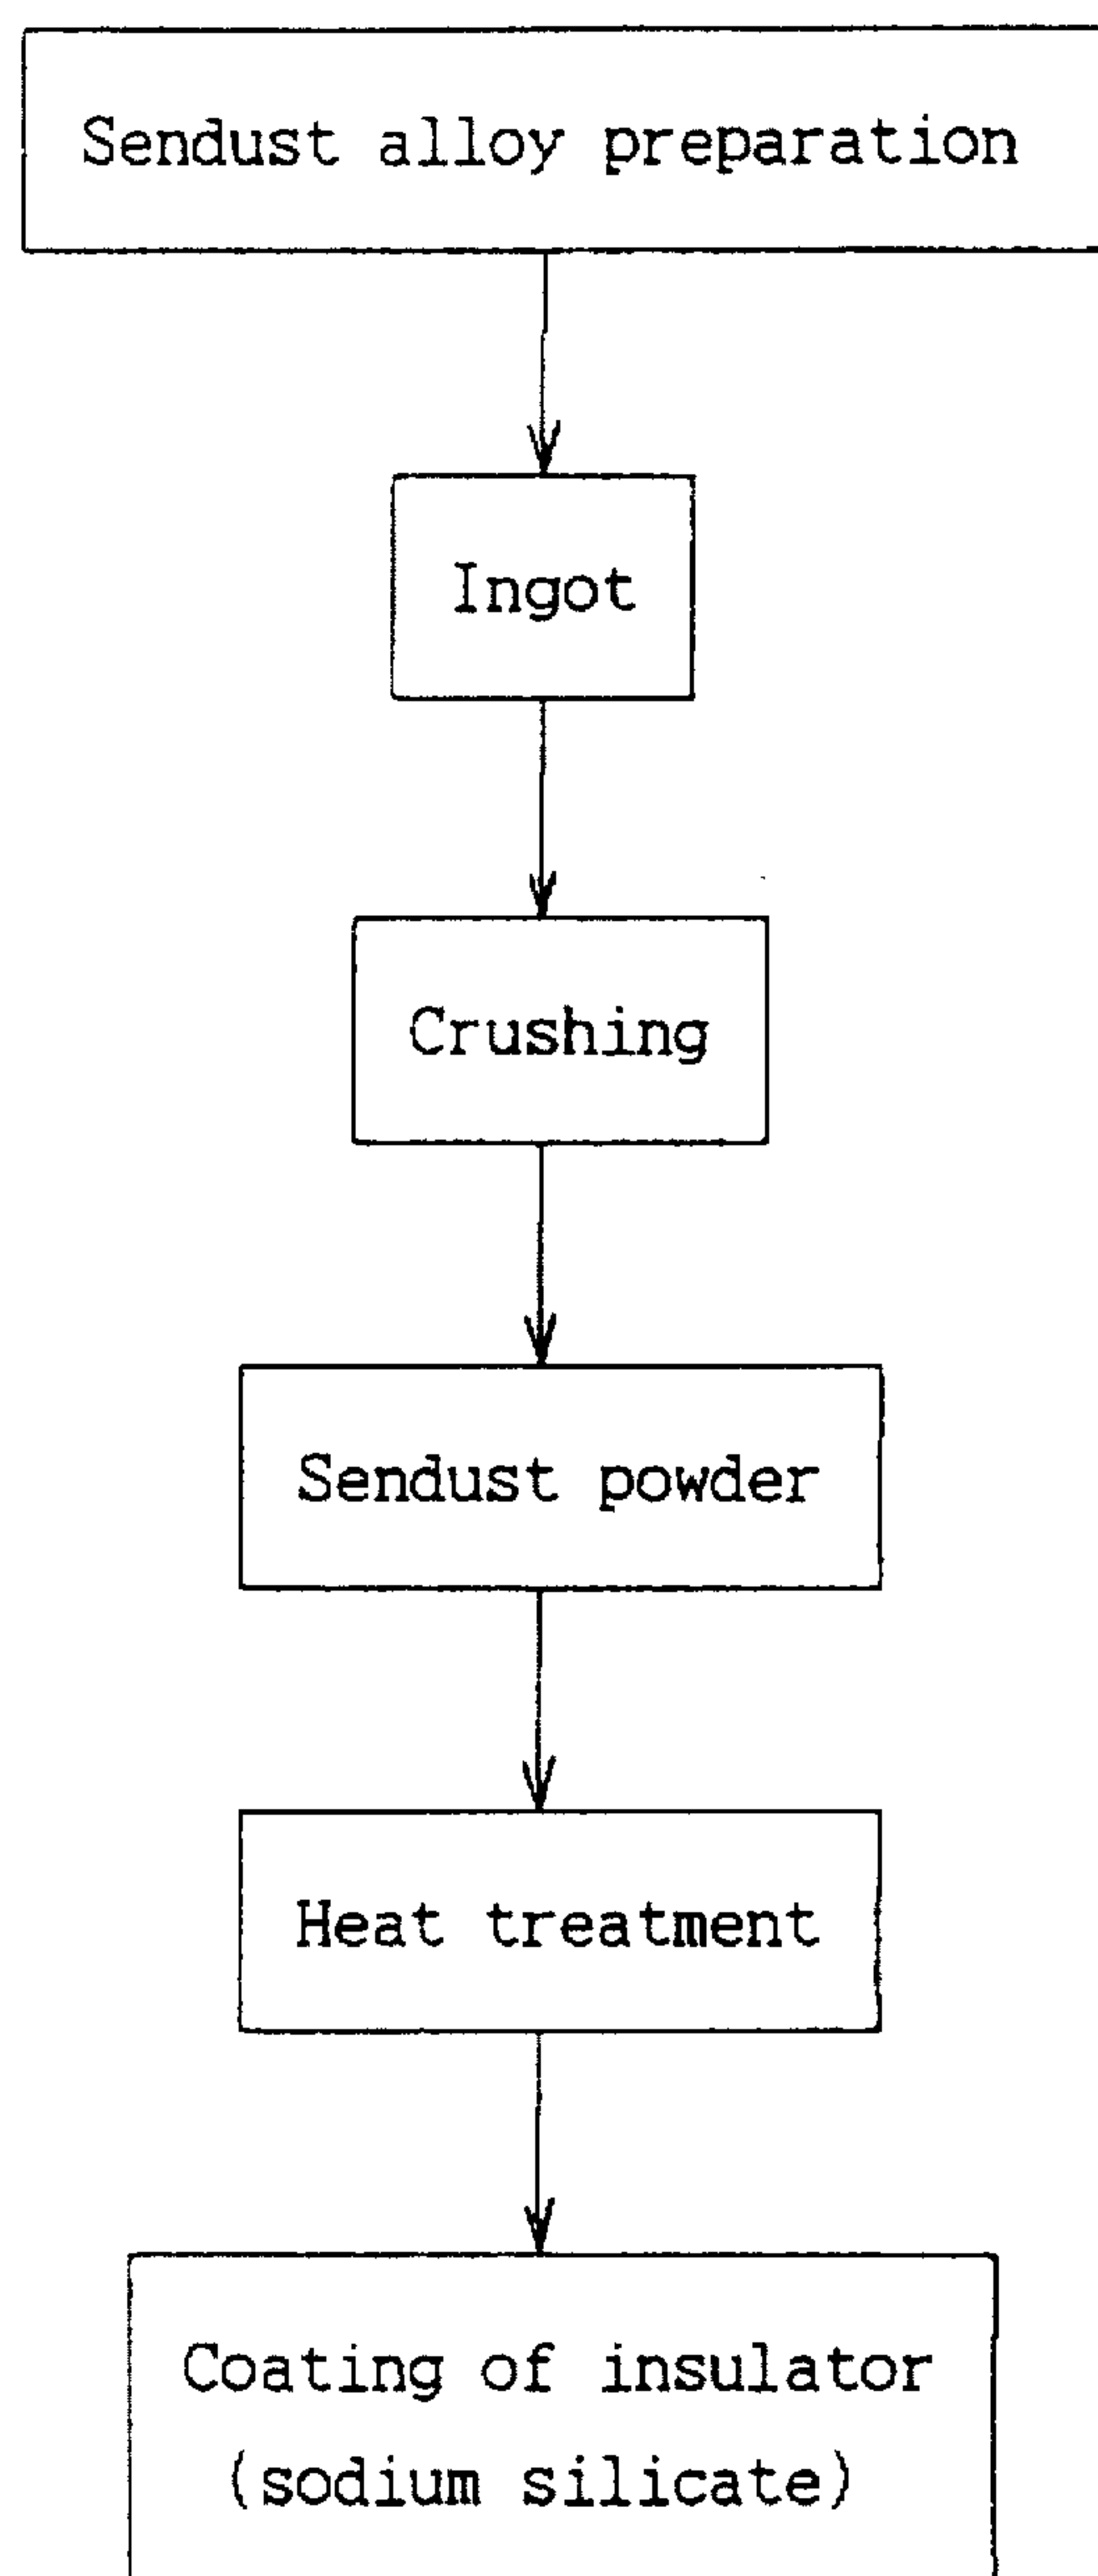 Sendust alloy preparation
Ingot
Crushing
Sendust powder
Heat treatment
Coating of insulator
(sodium silicate)